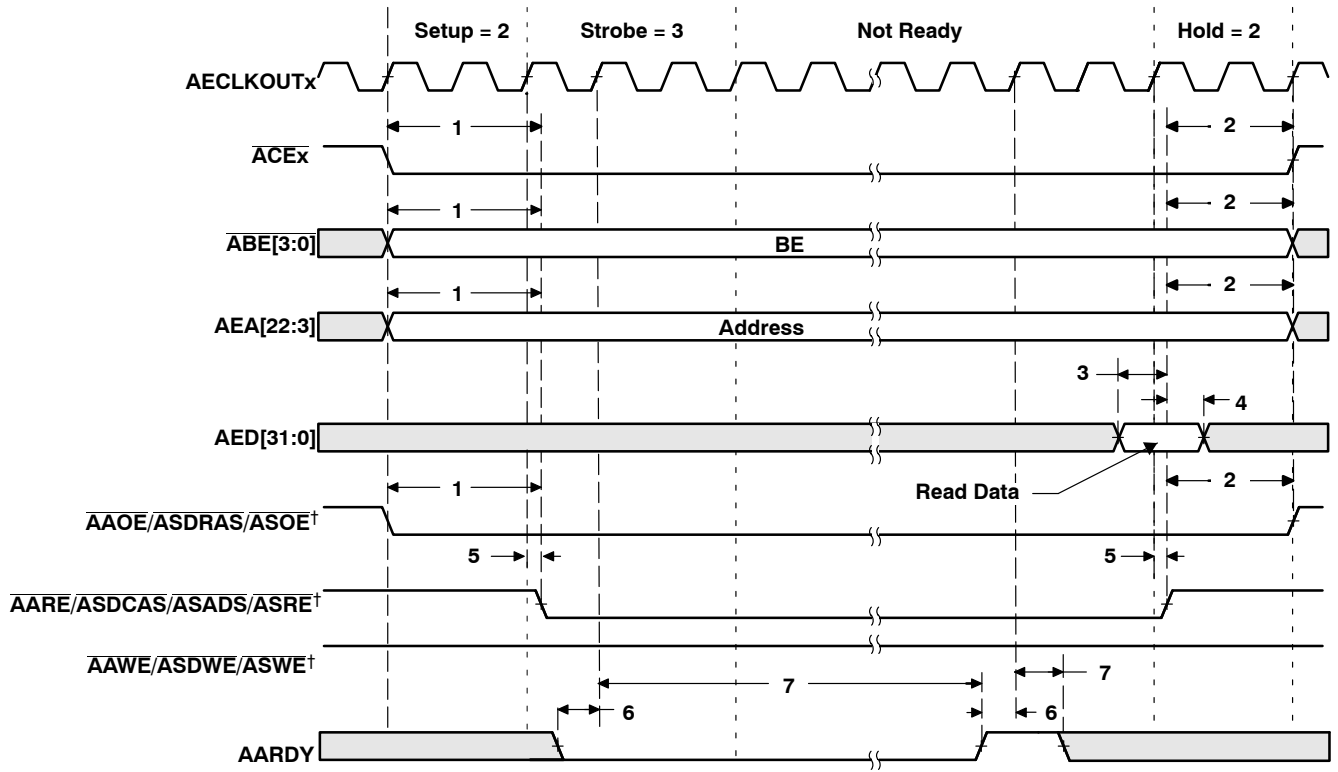 Setup = 2 Strobe = 3 Not Ready Hold = 2
AECLKOUTx
1 2
ACEx
1 2
ABE[3:0] BE
1 2
AEA[22:3] Address
3
4
AED[31:0]
1 Read Data 2
AAOE/ASDRAS/ASOE†
5 5
AARE/ASDCAS/ASADS/ASRE†
AAWE/ASDWE/ASWE†
7 7
6 6
AARDY